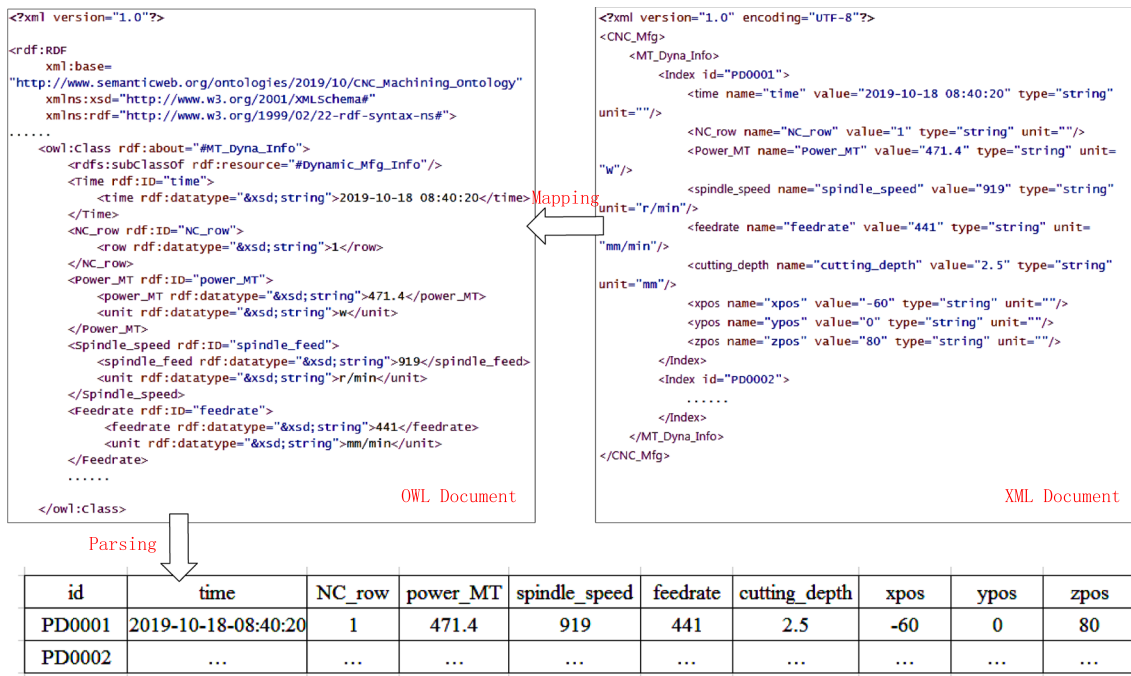 <?xml version="1.0"?>
<rdf:RDF
xml:base=
"http://www.semanticweb.org/ontologies/2019/10/CNC_Machining_Ontology"
xmlns:xsd="http://www.w3.org/2001/XMLSchema#"
xmlns:rdf="http://www.w3.org/1999/02/22-rdf-syntax-ns#">
......
<owl:Class rdf:about="#MT_Dyna_Info">
<rdfs:subClassOf rdf:resource="#Dynamic_Mfg_Info"/>
<Time rdf:ID="time">
<time rdf:datatype="&xsd;string">2019-10-18 08:40:20</time>
</Time>
<NC_row rdf:ID="NC_row">
<row rdf:datatype="&xsd;string">1</row>
</NC_row>
<Power_MT rdf:ID="power_MT">
<power_MT rdf:datatype="&xsd;string">471.4</power_MT>
<unit rdf:datatype="&xsd;string">w</unit>
</Power_MT>
<Spindle_speed rdf:ID="spindle_feed">
<spindle_feed rdf:datatype="&xsd;string">919</spindle_feed>
<unit rdf:datatype="&xsd;string">r/min</unit>
</Spindle_speed>
<Feedrate rdf:ID="feedrate">
<feedrate rdf:datatype="&xsd;string">441</feedrate>
<unit rdf:datatype="&xsd;string">mm/min</unit>
</Feedrate>
......
OWL Document
</owl:Class>
Mapping
<?xml version="1.0" encoding="UTF-8"?>
<CNC_Mfg>
<MT_Dyna_Info>
<Index id="PD0001">
<time name="time" value="2019-10-18 08:40:20" type="string"
unit=""/>
<NC_row name="NC_row" value="1" type="string" unit=""/>
<Power_MT name="Power_MT" value="471.4" type="string" unit=
"W"/>
<spindle_speed name="spindle_speed" value="919" type="string"
unit="r/min"/>
<feedrate name="feedrate" value="441" type="string" unit=
"mm/min"/>
<cutting_depth name="cutting_depth" value="2.5" type="string"
unit="mm"/>
<xpos name="xpos" value="-60" type="string" unit=""/>
<ypos name="ypos" value="0" type="string" unit=""/>
<zpos name="zpos" value="80" type="string" unit=""/>
</Index>
<Index id="PD0002">
......
</Index>
</MT_Dyna_Info>
</CNC_Mfg>
XML Document
Parsing
id time NC_row power_MT spindle_speed feedrate cutting_depth xpos ypos zpos
PD0001 2019-10-18-08:40:20 1 471.4 919 441 2.5 -60 0 80
PD0002 ... ... ... ... ... ... ... ... ...